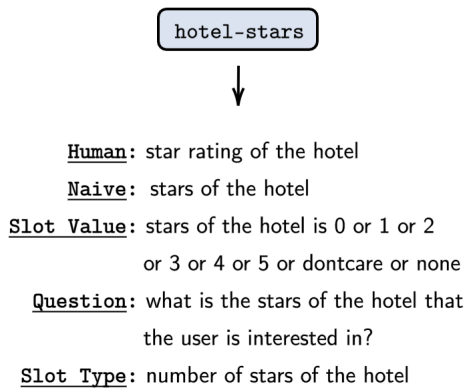 hotel-stars
Human: star rating of the hotel
Naive: stars of the hotel
Slot Value: stars of the hotel is 0 or 1 or 2
or 3 or 4 or 5 or dontcare or none
Question: what is the stars of the hotel that
the user is interested in?
Slot Type: number of stars of the hotel